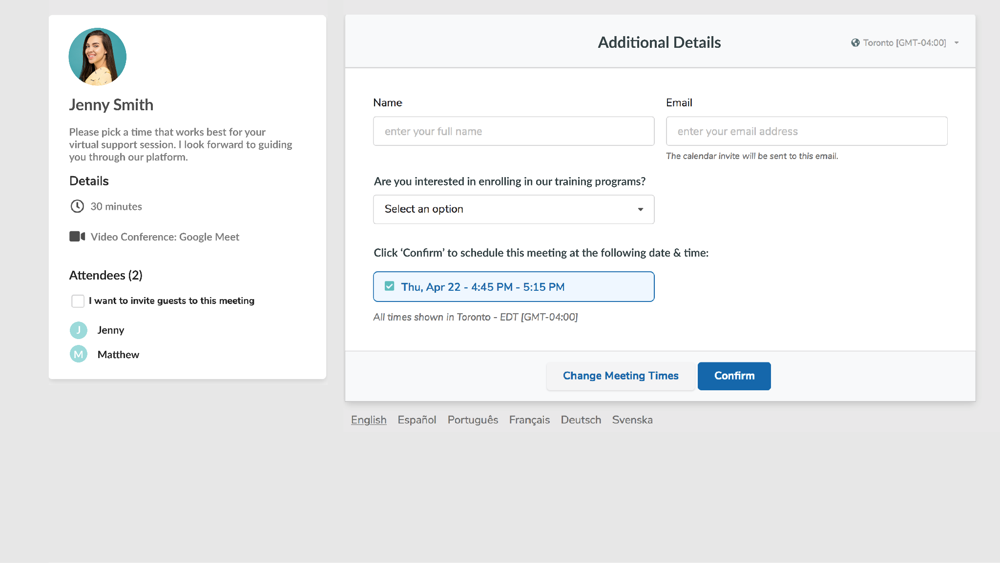 Jenny Smith
Please pick a time that works best for your
virtual support session. I look forward to guiding
you through our platform.
Details
30 minutes
Video Conference: Google Meet
Attendees (2)
I want to invite guests to this meeting
J Jenny
M Matthew
Additional Details
Toronto [GMT-04:00]
Name
enter your full name
Email
enter your email address
The calendar invite will be sent to this email.
Are you interested in enrolling in our training programs?
Select an option
Click ‘Confirm’ to schedule this meeting at the following date & time:
Thu, Apr 22 - 4:45 PM - 5:15 PM
All times shown in Toronto - EDT [GMT-04:00]
Change Meeting Times Confirm
English Español Português Français Deutsch Svenska